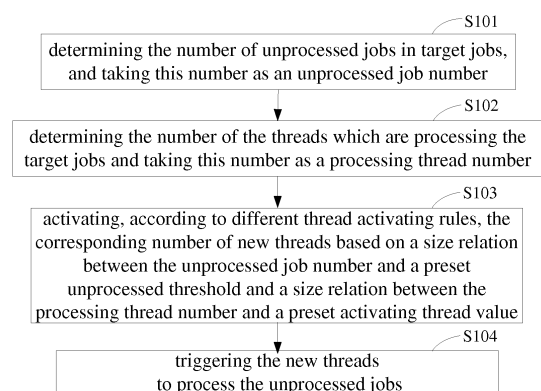 S101
determining the number of unprocessed jobs in target jobs,
and taking this number as an unprocessed job number
S102
determining the number of the threads which are processing the
target jobs and taking this number as a processing thread number
S103
activating, according to different thread activating rules, the
corresponding number of new threads based on a size relation
between the unprocessed job number and a preset
unprocessed threshold and a size relation between the
processing thread number and a preset activating thread value
S104
triggering the new threads
to process the unprocessed jobs